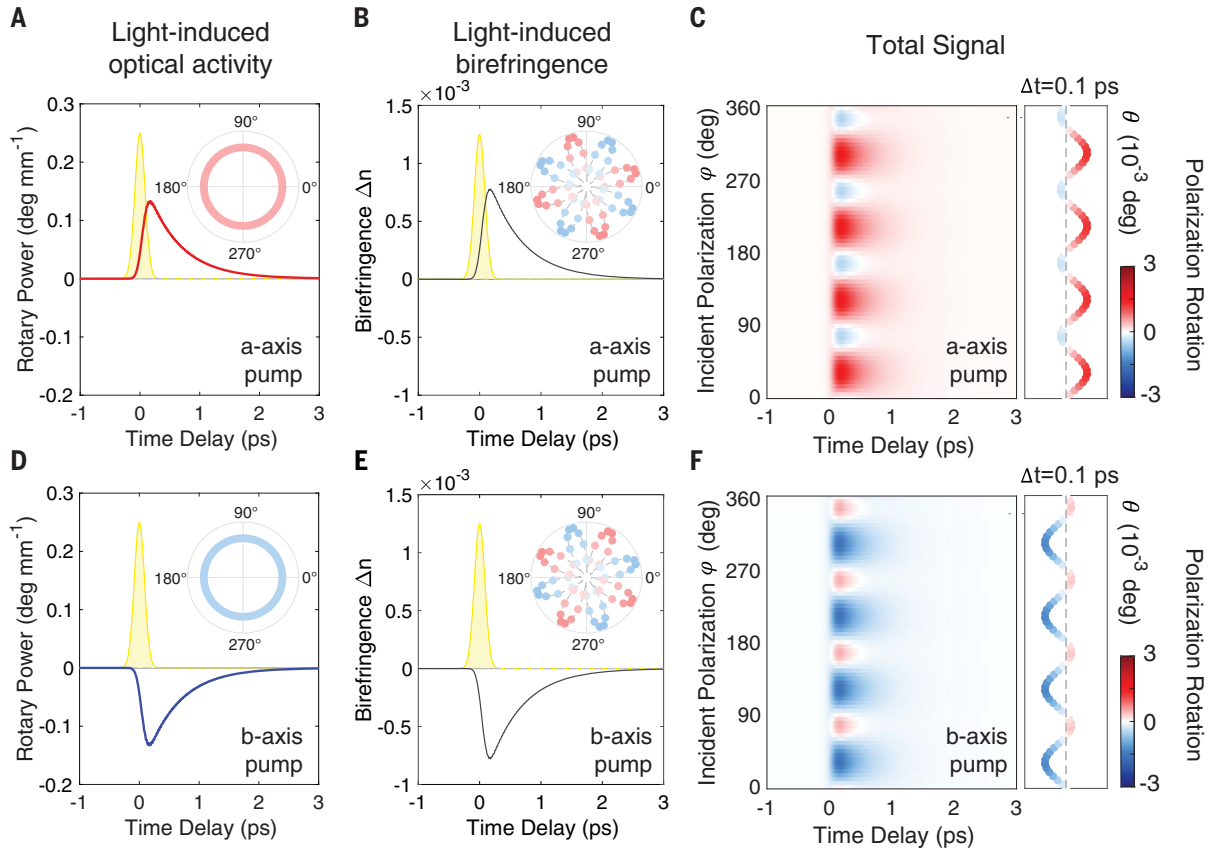 A
Light-induced
optical activity
Rotary Power (deg mm-1)
0.3
0.2
0.1
0
-0.1
-0.2
90°
180°
0°
270°
a-axis
pump
-1
0
1
2
3
Time Delay (ps)
B
Light-induced
birefringence
×10-3
Birefringence Δn
1.5
1
0.5
0
-0.5
-1
90°
180°
0°
270°
a-axis
pump
-1
0
1
2
3
Time Delay (ps)
C
Total Signal
Incident Polarization φ (deg)
360
270
180
90
0
a-axis
pump
-1
0
1
2
3
Time Delay (ps)
Δt=0.1 ps
θ (10-3 deg)
Polarization Rotation
3
0
-3
D
Rotary Power (deg mm-1)
0.3
0.2
0.1
0
-0.1
-0.2
90°
180°
0°
270°
b-axis
pump
-1
0
1
2
3
Time Delay (ps)
E
×10-3
Birefringence Δn
1.5
1
0.5
0
-0.5
-1
90°
180°
0°
270°
b-axis
pump
-1
0
1
2
3
Time Delay (ps)
F
Incident Polarization φ (deg)
360
270
180
90
0
b-axis
pump
-1
0
1
2
3
Time Delay (ps)
Δt=0.1 ps
θ (10-3 deg)
Polarization Rotation
3
0
-3